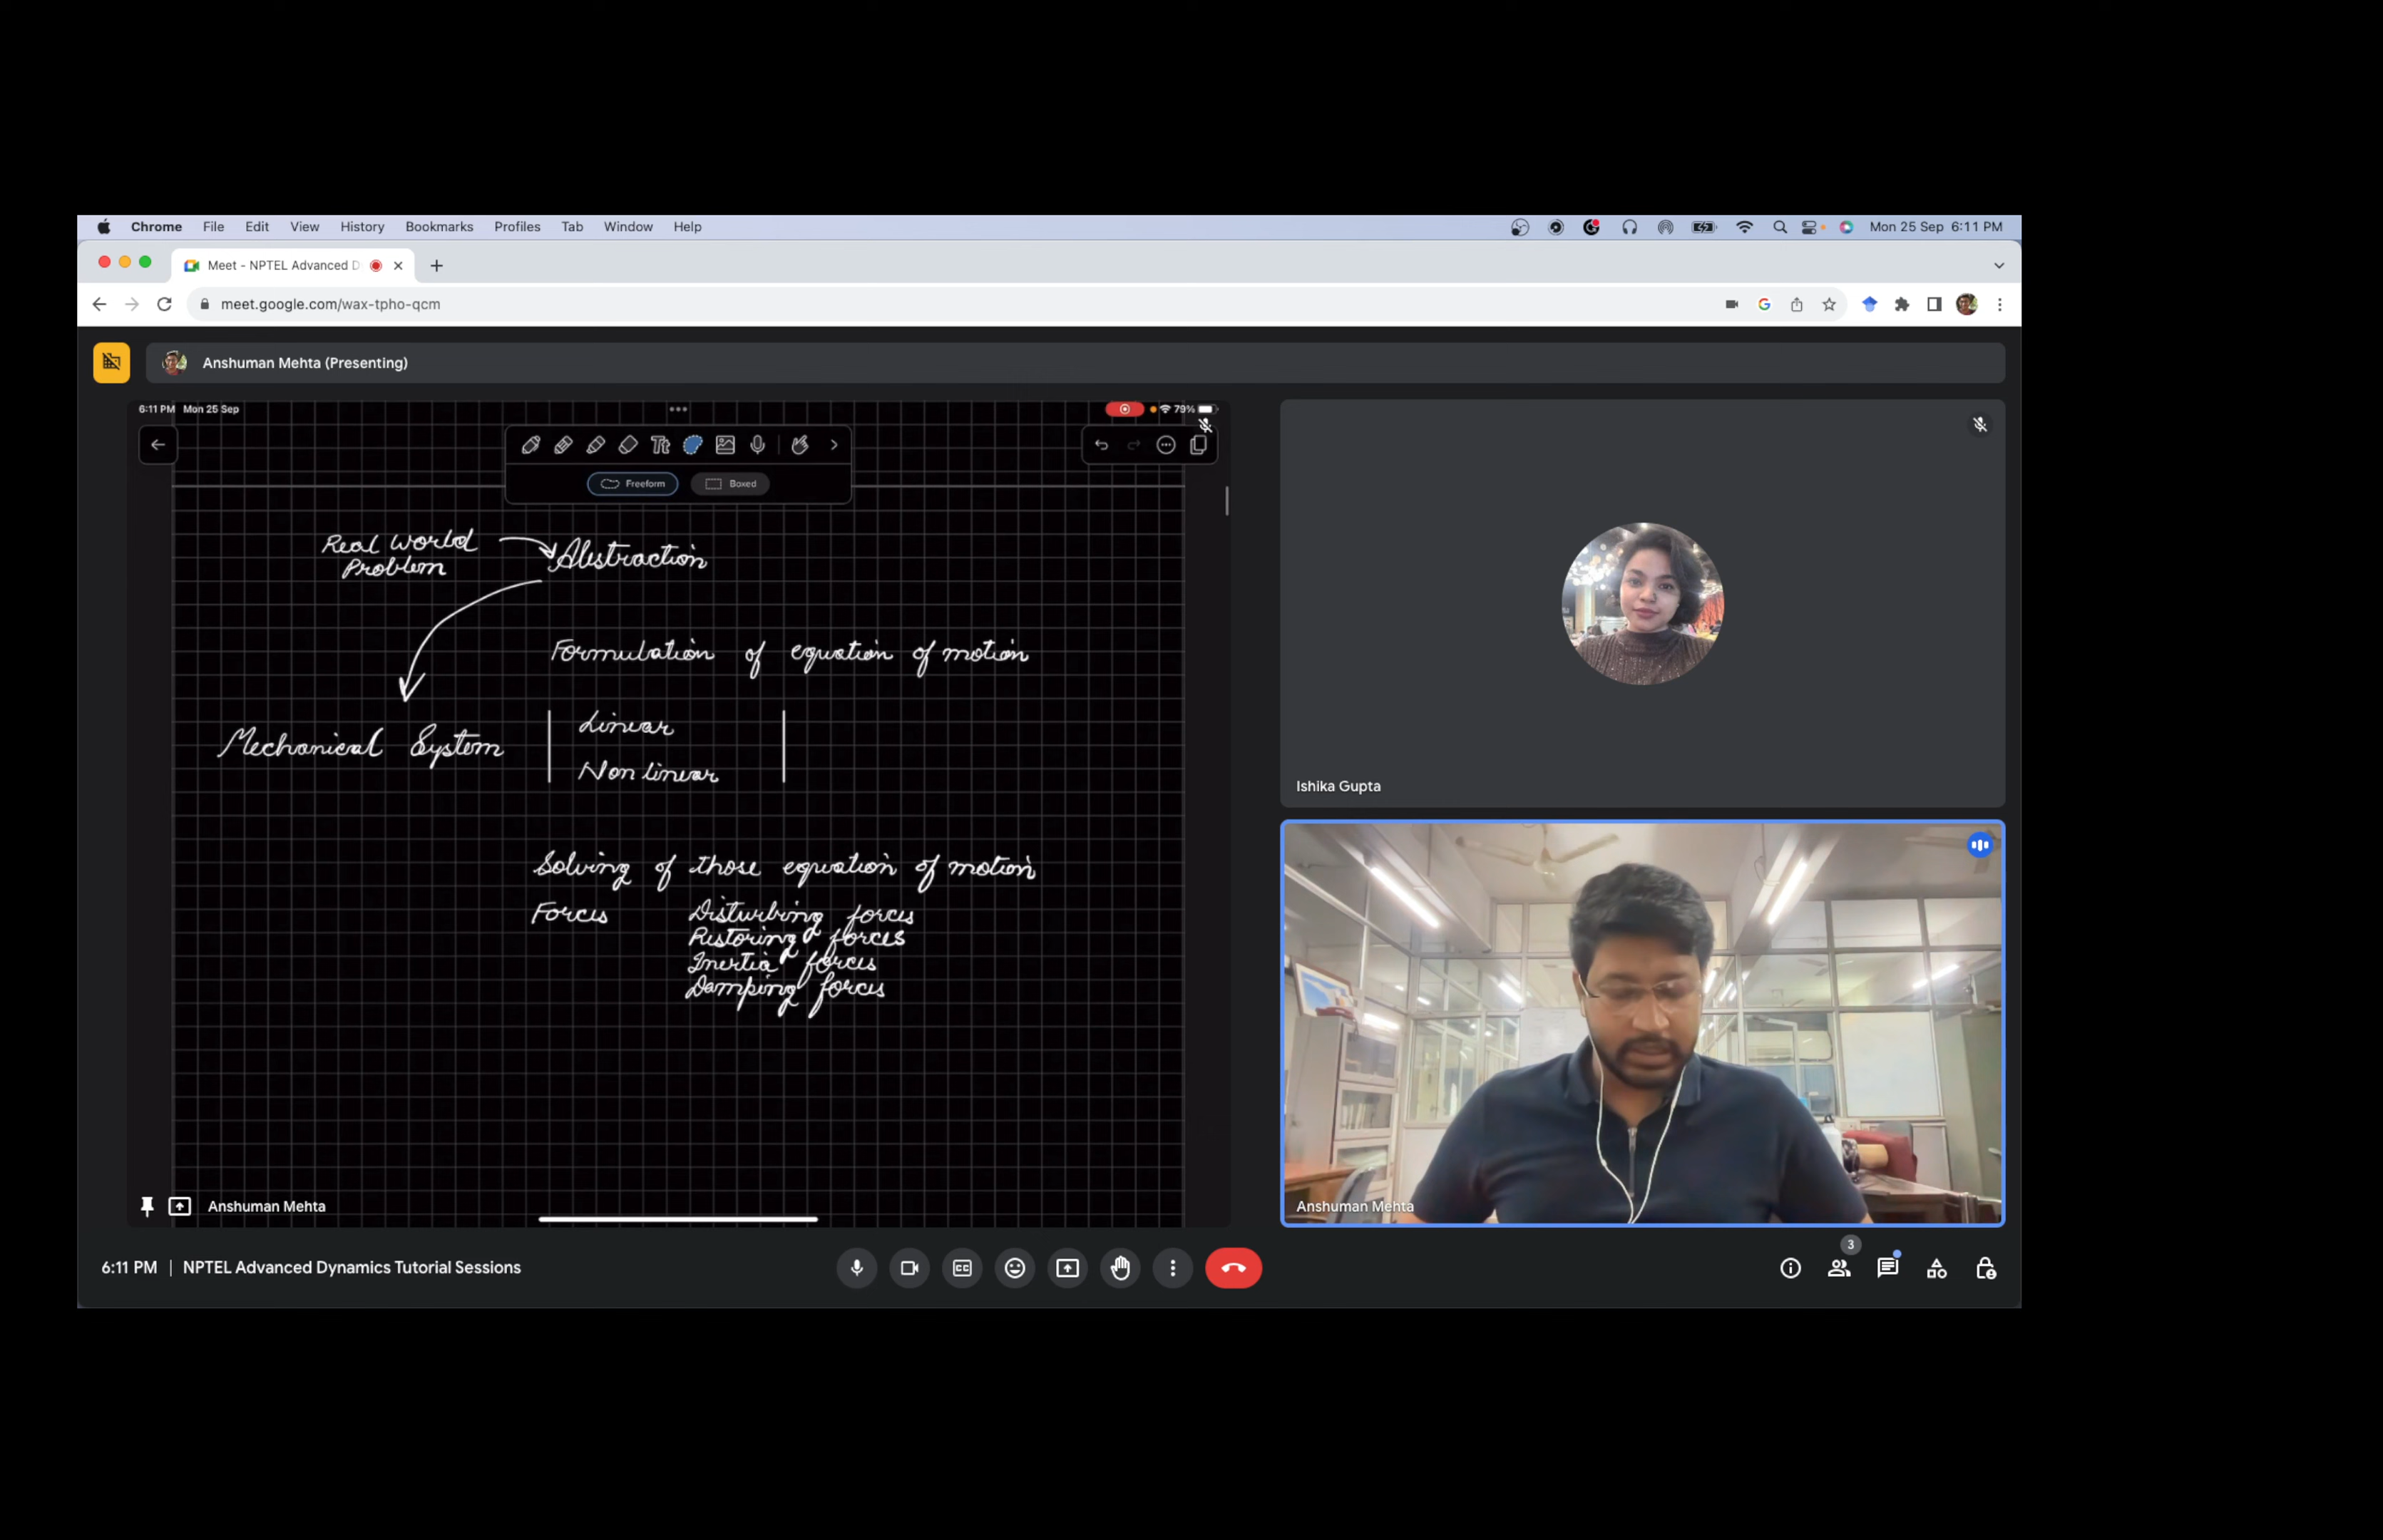 Chrome File Edit View History Bookmarks Profiles Tab Window Help Mon 25 Sep 6:11 PM
Meet - NPTEL Advanced D
meet.google.com/wax-tpho-qcm
Anshuman Mehta (Presenting)
6:11 PM Mon 25 Sep 79%
Freeform Boxed
Real World
Problem
Abstraction
Formulation of equation of motion
Mechanical System
Linear
Non linear
Solving of those equation of motion
Forces Disturbing forces
Restoring forces
Inertia forces
Damping forces
Anshuman Mehta
Ishika Gupta
Anshuman Mehta
6:11 PM | NPTEL Advanced Dynamics Tutorial Sessions
3